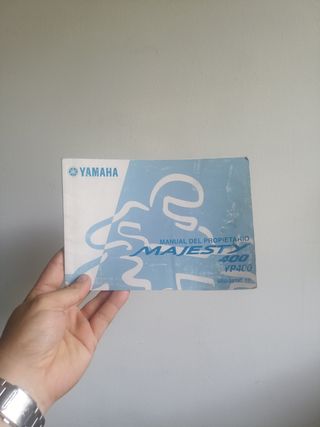 YAMAHA
MANUAL DEL PROPIETARIO
MAJESTY
400
YP400